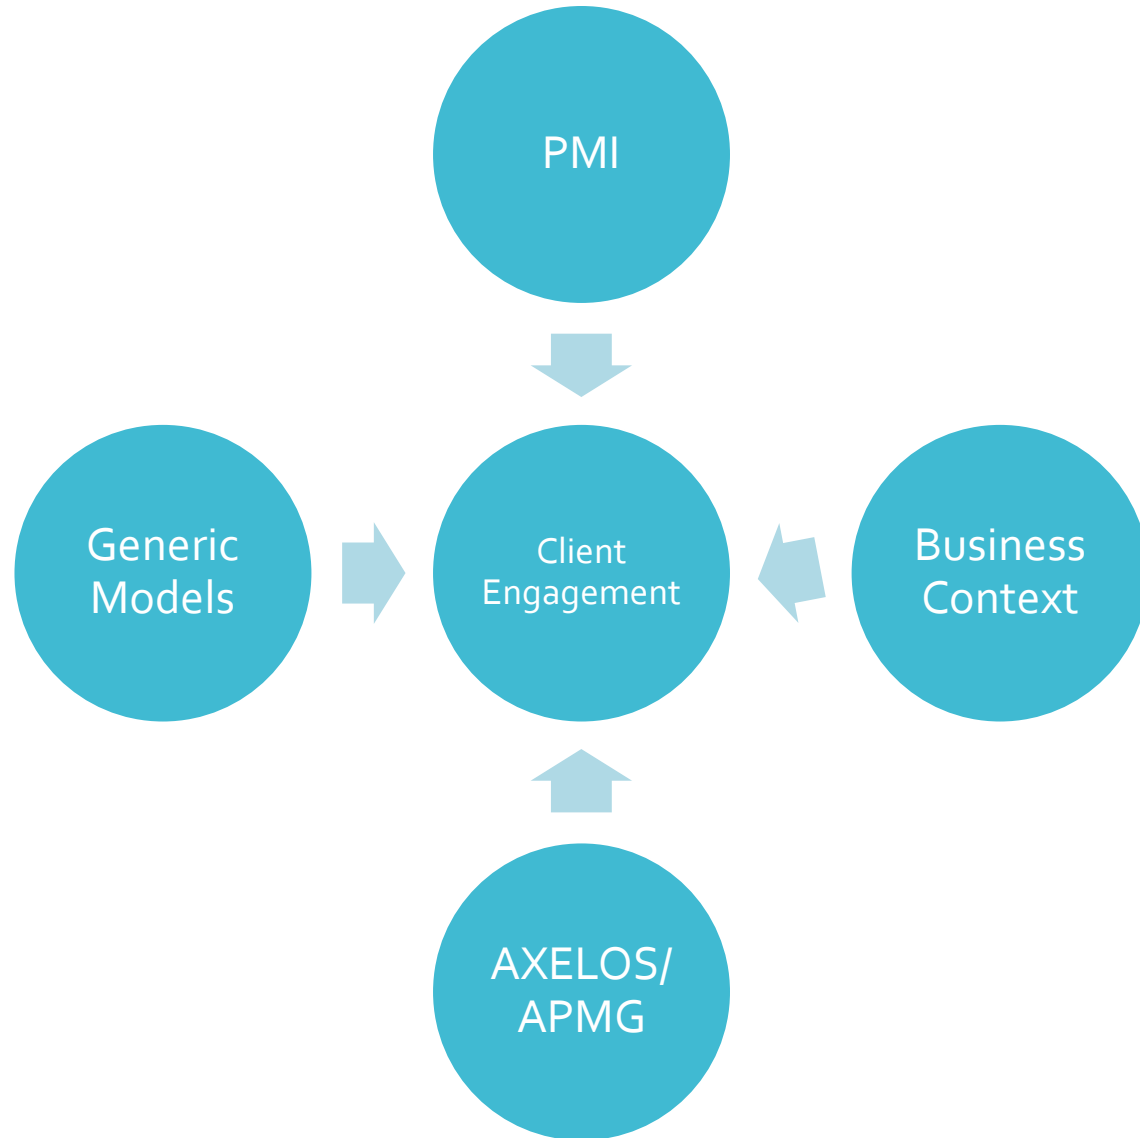 PMI
Generic
Models
Client
Engagement
Business
Context
AXELOS/
APMG